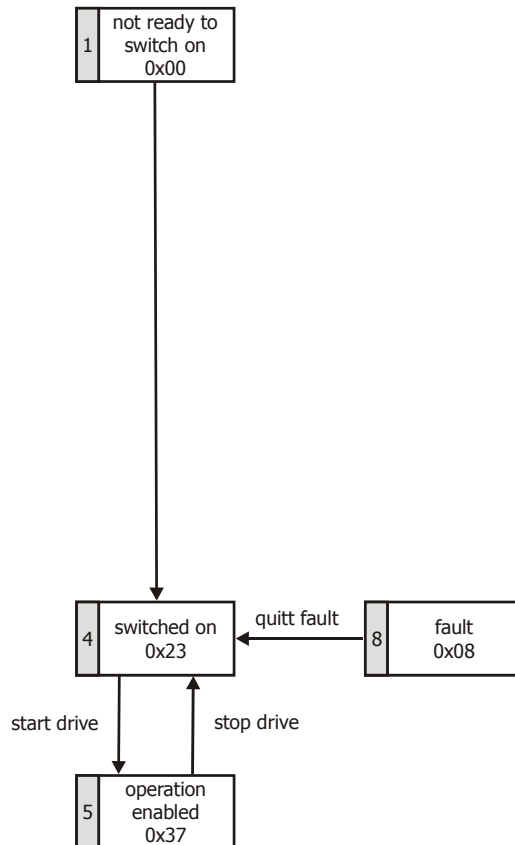 1
not ready to
switch on
0x00
4
switched on
0x23
quitt fault
8
fault
0x08
start drive
stop drive
5
operation
enabled
0x37